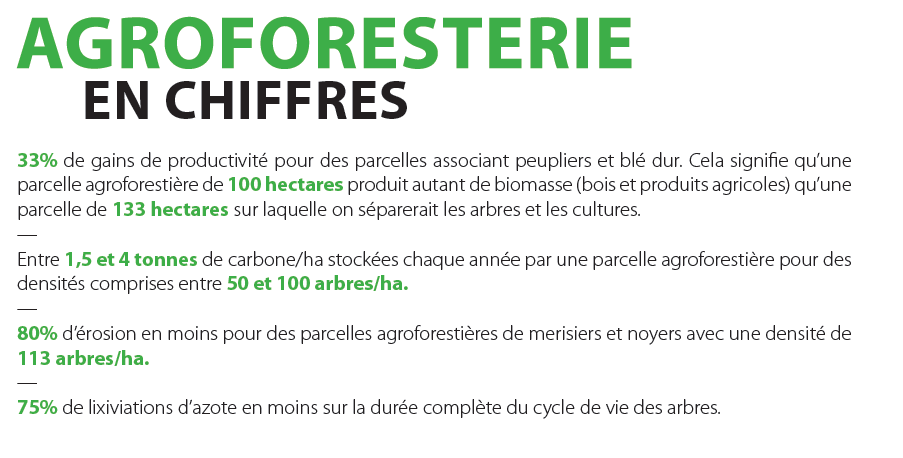 AGROFORESTERIE
EN CHIFFRES
33% de gains de productivité pour des parcelles associant peupliers et blé dur. Cela signifie qu’une
parcelle agroforestière de 100 hectares produit autant de biomasse (bois et produits agricoles) qu’une
parcelle de 133 hectares sur laquelle on séparerait les arbres et les cultures.
—
Entre 1,5 et 4 tonnes de carbone/ha stockées chaque année par une parcelle agroforestière pour des
densités comprises entre 50 et 100 arbres/ha.
—
80% d’érosion en moins pour des parcelles agroforestières de merisiers et noyers avec une densité de
113 arbres/ha.
—
75% de lixiviations d’azote en moins sur la durée complète du cycle de vie des arbres.